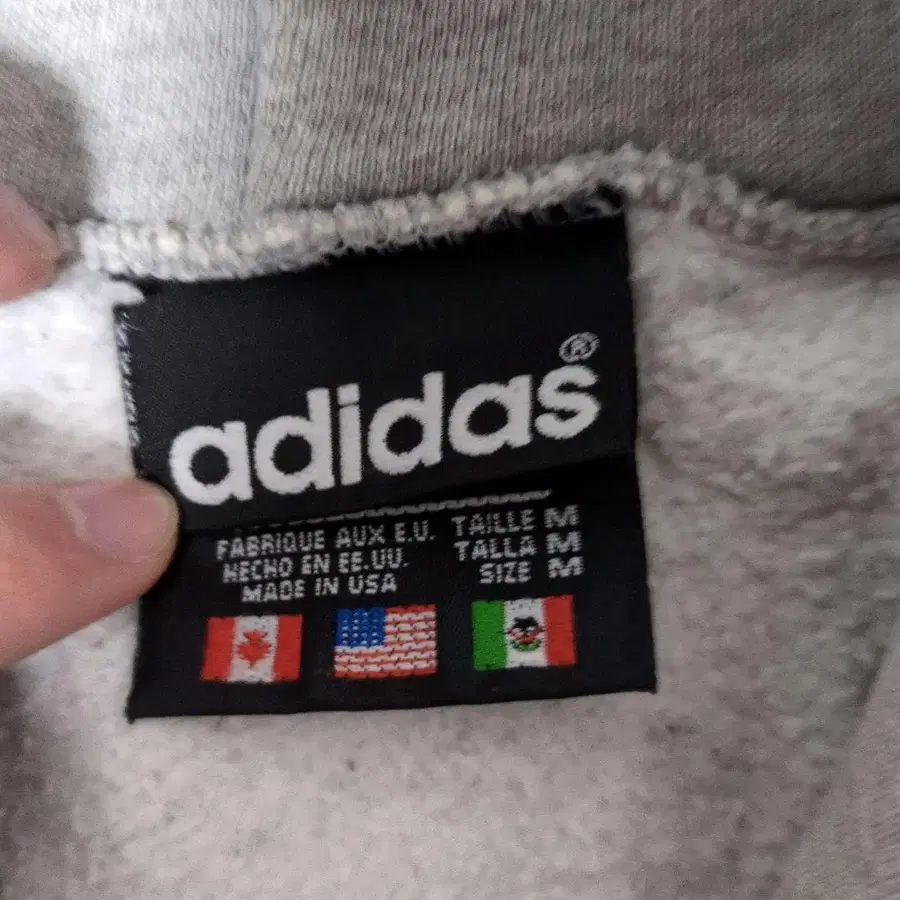 adidas®
FABRIQUE AUX E.U. TAILLE M
HECHO EN EE.UU. TALLA M
MADE IN USA SIZE M